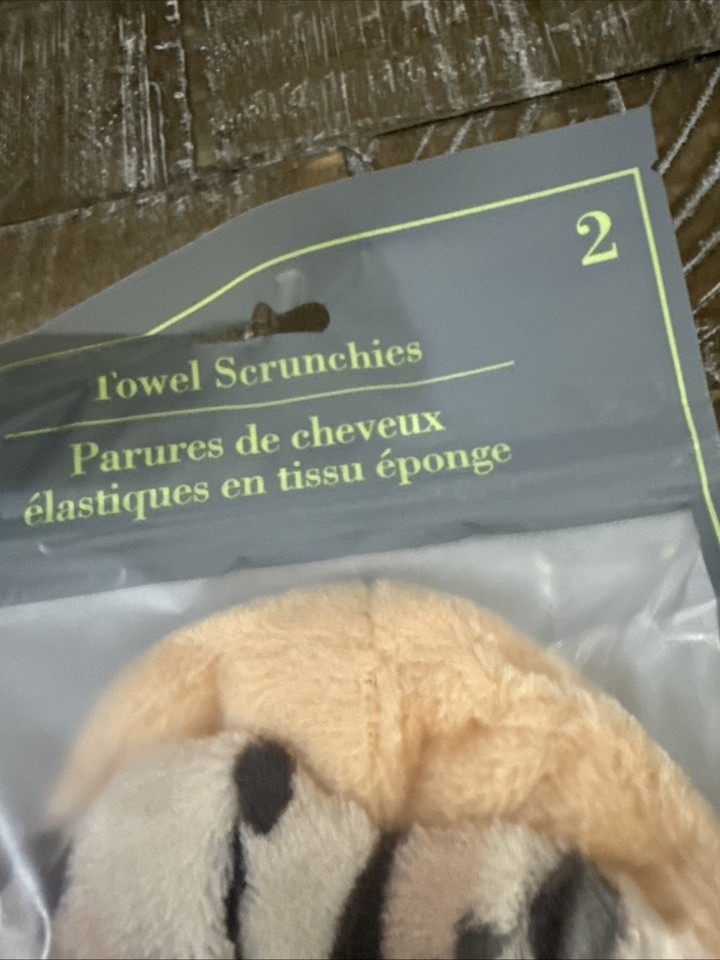 2
Towel Scrunchies
Parures de cheveux
élastiques en tissu éponge